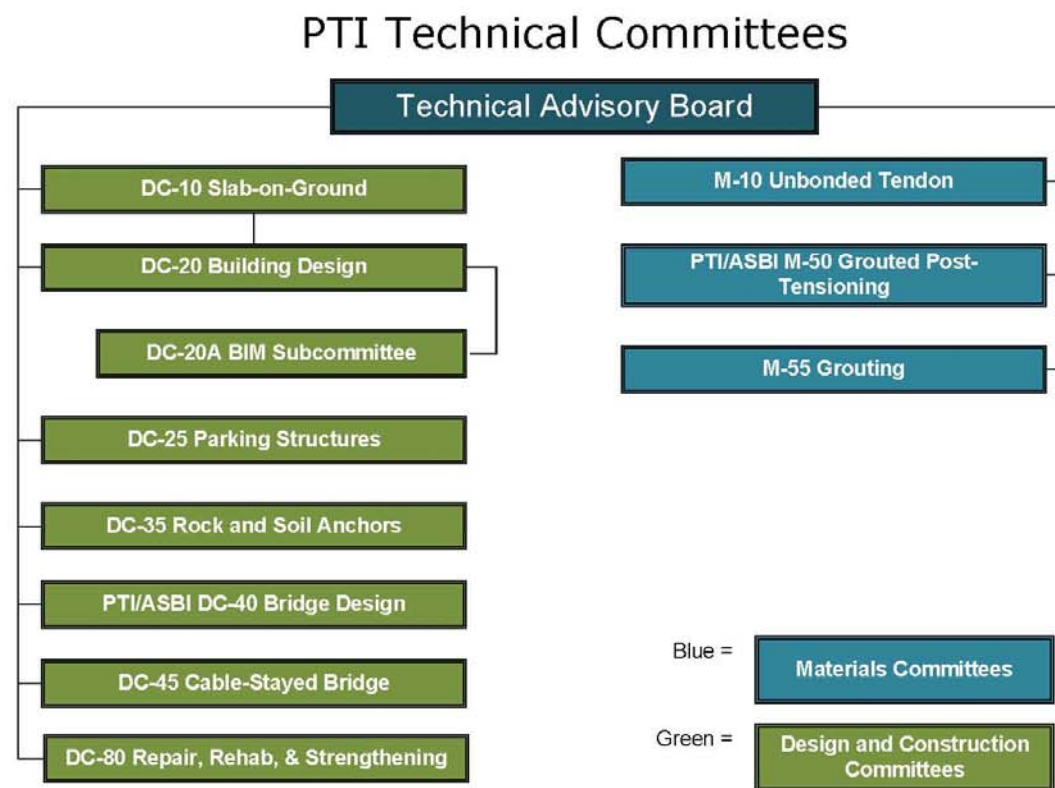 PTI Technical Committees
Technical Advisory Board
DC-10 Slab-on-Ground
DC-20 Building Design
DC-20A BIM Subcommittee
DC-25 Parking Structures
DC-35 Rock and Soil Anchors
PTI/ASBI DC-40 Bridge Design
DC-45 Cable-Stayed Bridge
DC-80 Repair, Rehab, & Strengthening
M-10 Unbonded Tendon
PTI/ASBI M-50 Grouted Post-
Tensioning
M-55 Grouting
Blue =
Materials Committees
Green =
Design and Construction
Committees